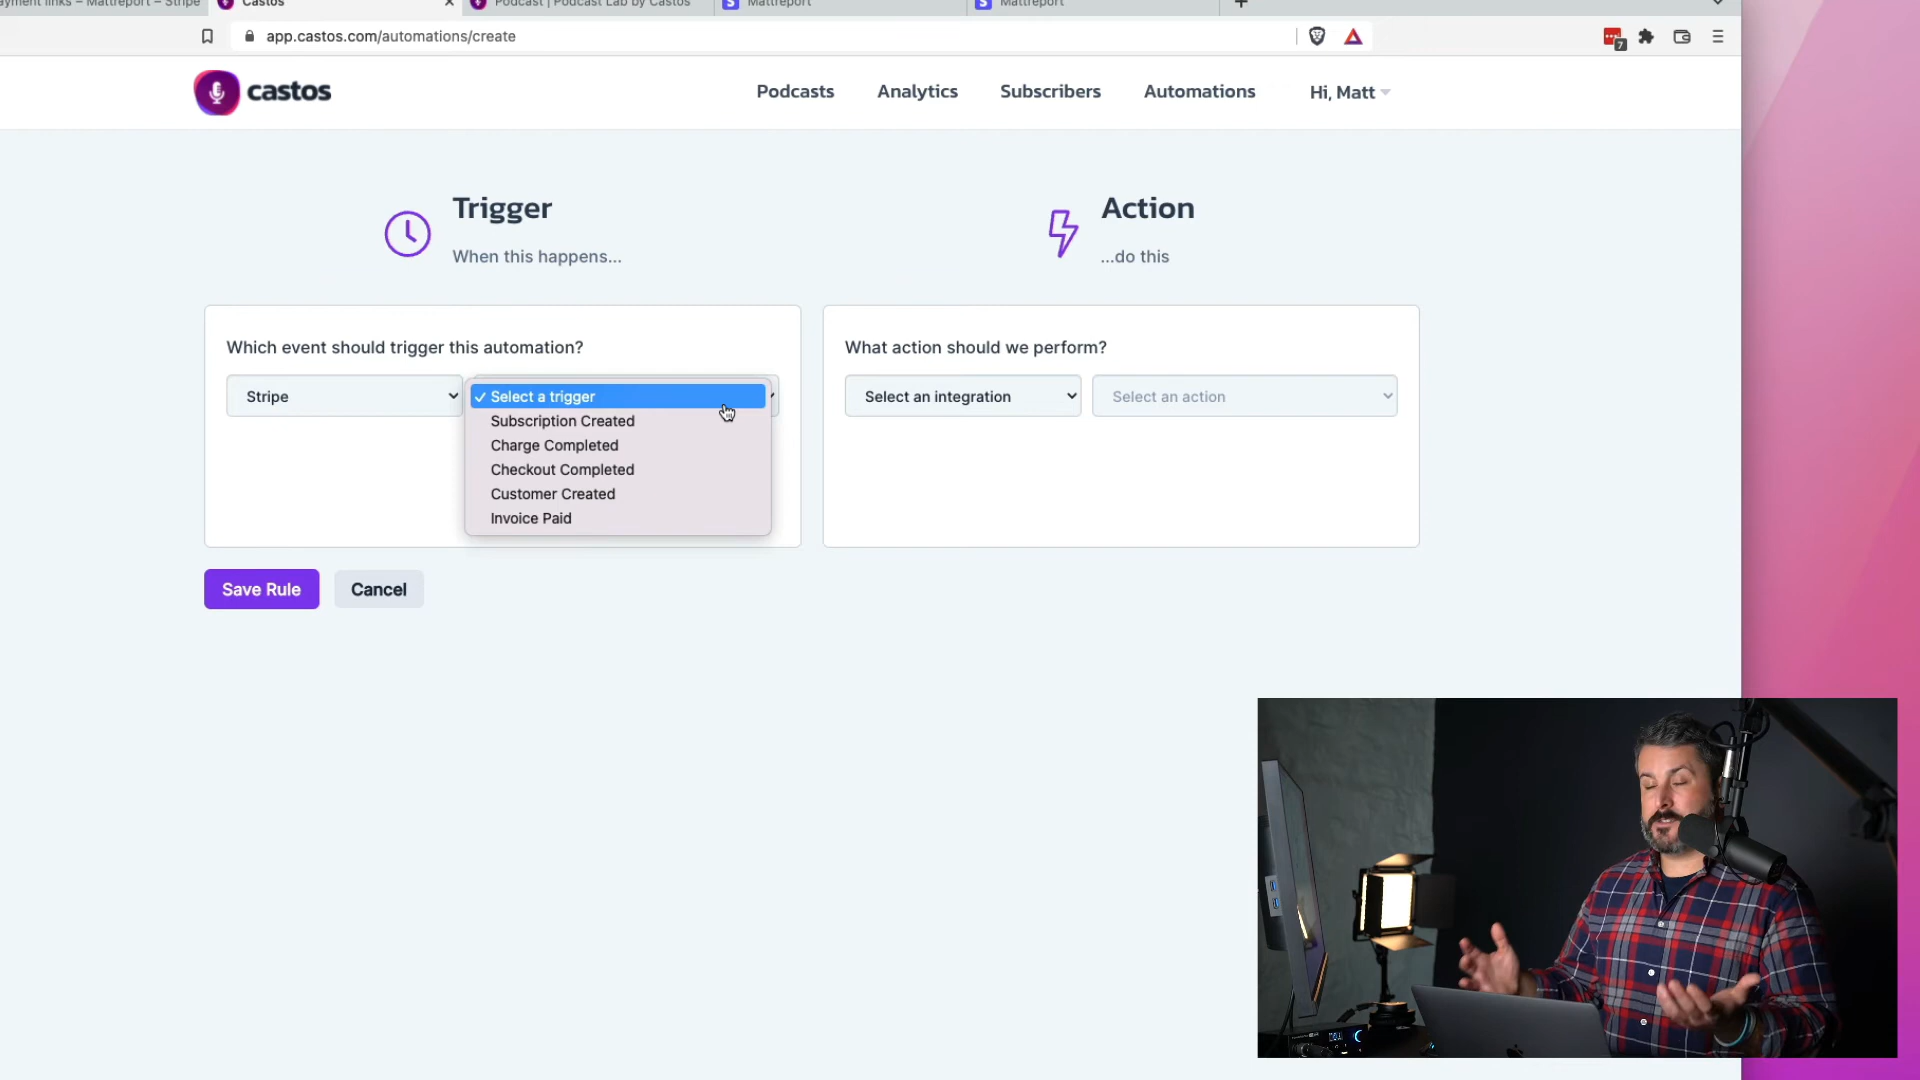 ayment links – Mattreport – Stripe
Castos
Podcast | Podcast Lab by Castos
Mattreport
Mattreport
app.castos.com/automations/create
7
castos
Podcasts
Analytics
Subscribers
Automations
Hi, Matt
Trigger
When this happens...
Action
...do this
Which event should trigger this automation?
Stripe
✓ Select a trigger
Subscription Created
Charge Completed
Checkout Completed
Customer Created
Invoice Paid
What action should we perform?
Select an integration
Select an action
Save Rule
Cancel